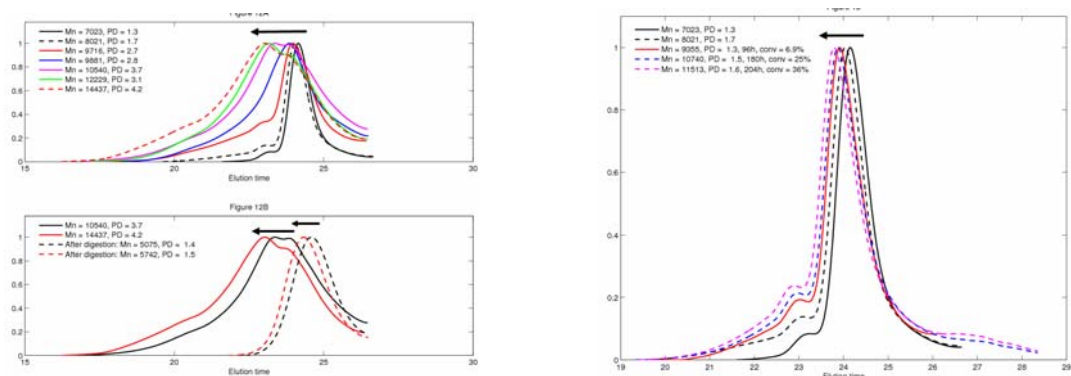 Figure 12A
Mn = 7023, PD = 1.3
Mn = 8021, PD = 1.7
Mn = 9716, PD = 2.7
Mn = 9881, PD = 2.8
Mn = 10540, PD = 3.7
Mn = 12229, PD = 3.1
Mn = 14437, PD = 4.2
1
0.8
0.6
0.4
0.2
0
15
20
25
30
Elution time
Figure 12B
Mn = 10540, PD = 3.7
Mn = 14437, PD = 4.2
After digestion: Mn = 5075, PD = 1.4
After digestion: Mn = 5742, PD = 1.5
1
0.8
0.6
0.4
0.2
0
15
20
25
30
Elution time
Mn = 7023, PD = 1.3
Mn = 8021, PD = 1.7
Mn = 9355, PD = 1.3, 96h, conv = 6.9%
Mn = 10740, PD = 1.5, 180h, conv = 25%
Mn = 11513, PD = 1.6, 204h, conv = 36%
1
0.8
0.6
0.4
0.2
0
19
20
21
22
23
24
25
26
27
28
29
Elution time